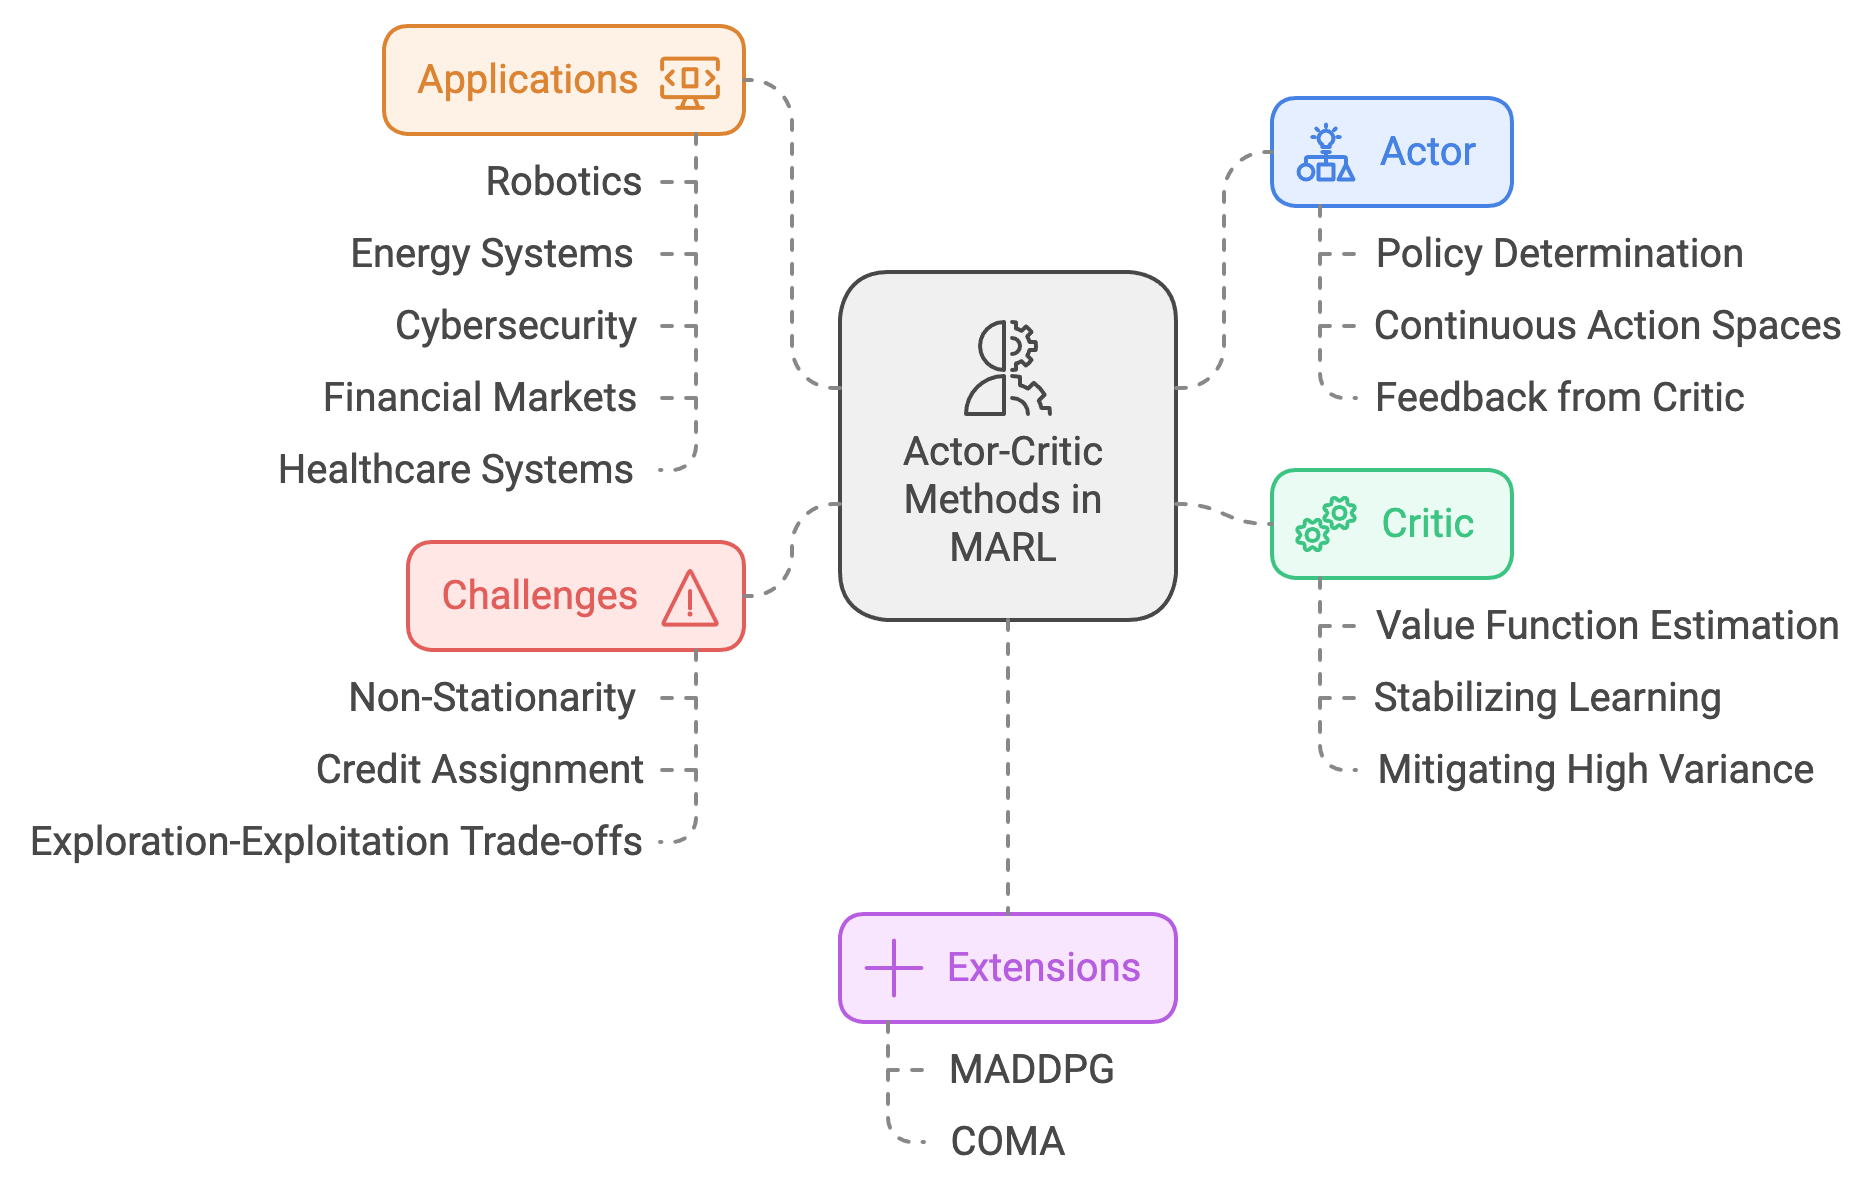 Applications
Robotics
Energy Systems
Cybersecurity
Financial Markets
Healthcare Systems
Challenges
Non-Stationarity
Credit Assignment
Exploration-Exploitation Trade-offs
Actor-Critic
Methods in
MARL
Actor
Policy Determination
Continuous Action Spaces
Feedback from Critic
Critic
Value Function Estimation
Stabilizing Learning
Mitigating High Variance
Extensions
MADDPG
COMA